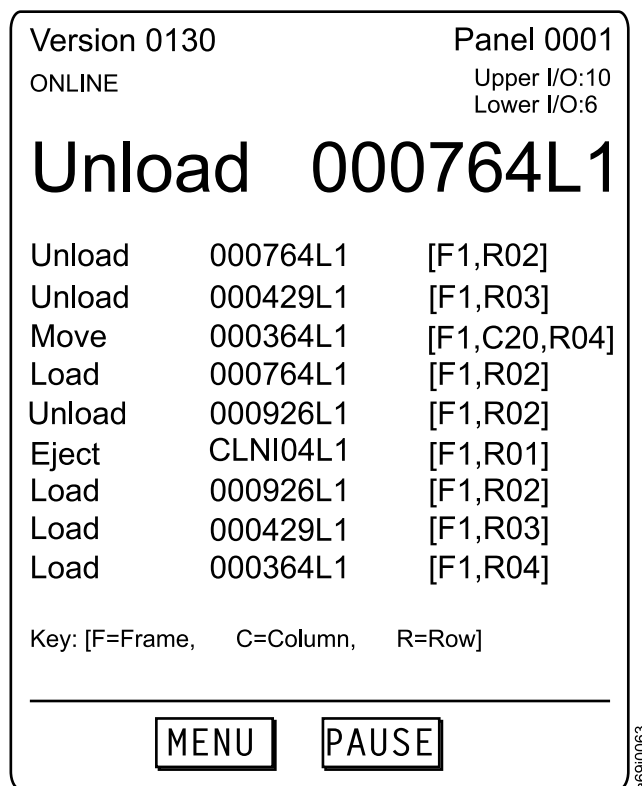 Version 0130 Panel 0001
ONLINE Upper I/O:10
Lower I/O:6
Unload 000764L1
Unload 000764L1 [F1,R02]
Unload 000429L1 [F1,R03]
Move 000364L1 [F1,C20,R04]
Load 000764L1 [F1,R02]
Unload 000926L1 [F1,R02]
Eject CLNI04L1 [F1,R01]
Load 000926L1 [F1,R02]
Load 000429L1 [F1,R03]
Load 000364L1 [F1,R04]
Key: [F=Frame, C=Column, R=Row]
MENU PAUSE